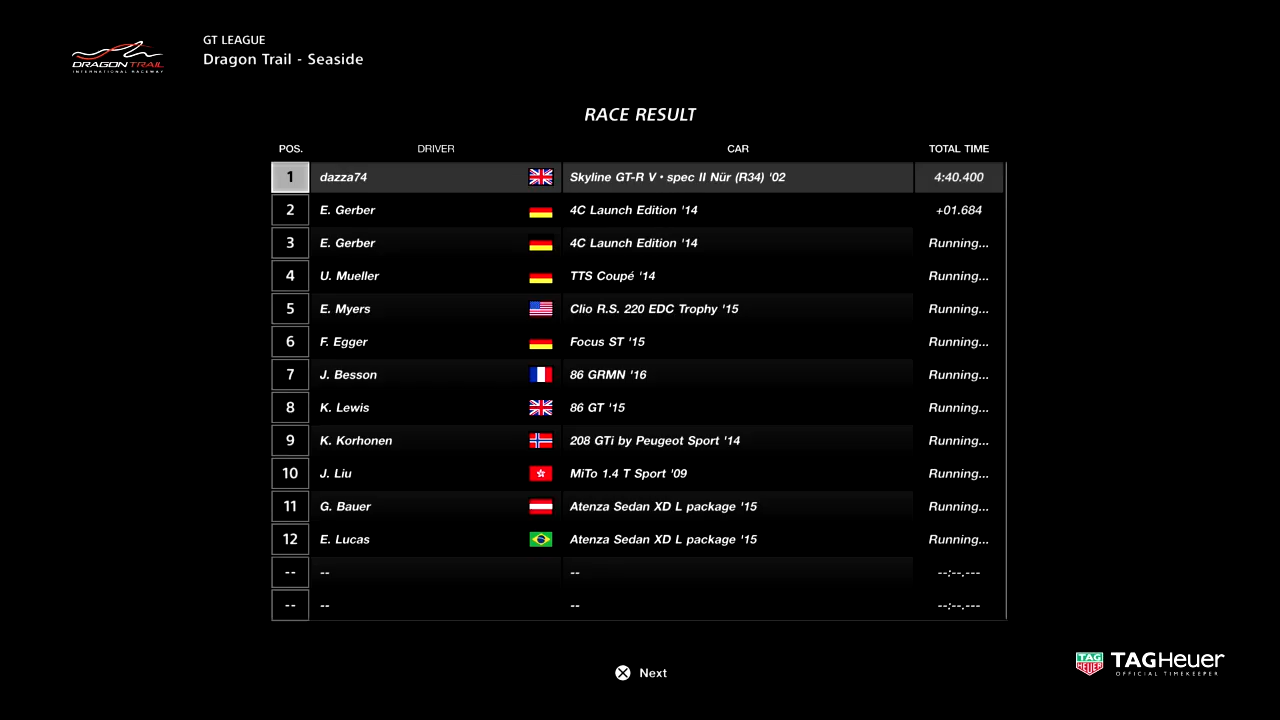 GT LEAGUE
Dragon Trail - Seaside
DRAGON TRAIL
INTERNATIONAL RACEWAY
RACE RESULT
POS. DRIVER CAR TOTAL TIME
1 dazza74 Skyline GT-R V • spec II Nür (R34) '02 4:40.400
2 E. Gerber 4C Launch Edition '14 +01.684
3 E. Gerber 4C Launch Edition '14 Running...
4 U. Mueller TTS Coupé '14 Running...
5 E. Myers Clio R.S. 220 EDC Trophy '15 Running...
6 F. Egger Focus ST '15 Running...
7 J. Besson 86 GRMN '16 Running...
8 K. Lewis 86 GT '15 Running...
9 K. Korhonen 208 GTi by Peugeot Sport '14 Running...
10 J. Liu MiTo 1.4 T Sport '09 Running...
11 G. Bauer Atenza Sedan XD L package '15 Running...
12 E. Lucas Atenza Sedan XD L package '15 Running...
-- -- -- --:--.---
-- -- -- --:--.---
Next
TAG HEUER TAGHeuer
OFFICIAL TIMEKEEPER